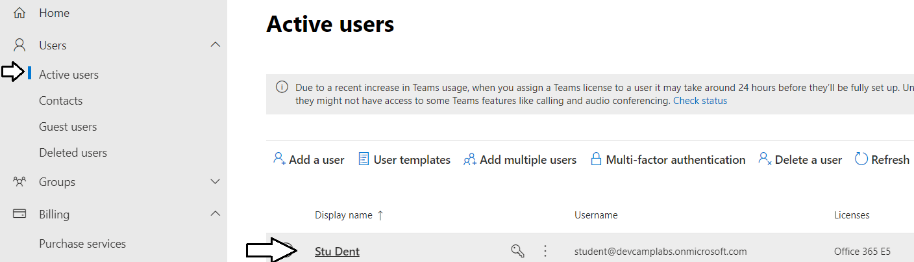 Home
Users
Active users
Contacts
Guest users
Deleted users
Groups
Billing
Purchase services
Active users
Due to a recent increase in Teams usage, when you assign a Teams license to a user it may take around 24 hours before they'll be fully set up. Un
they might not have access to some Teams features like calling and audio conferencing. Check status
Add a user User templates Add multiple users Multi-factor authentication Delete a user Refresh
Display name ↑ Username Licenses
Stu Dent student@devcamplabs.onmicrosoft.com Office 365 E5